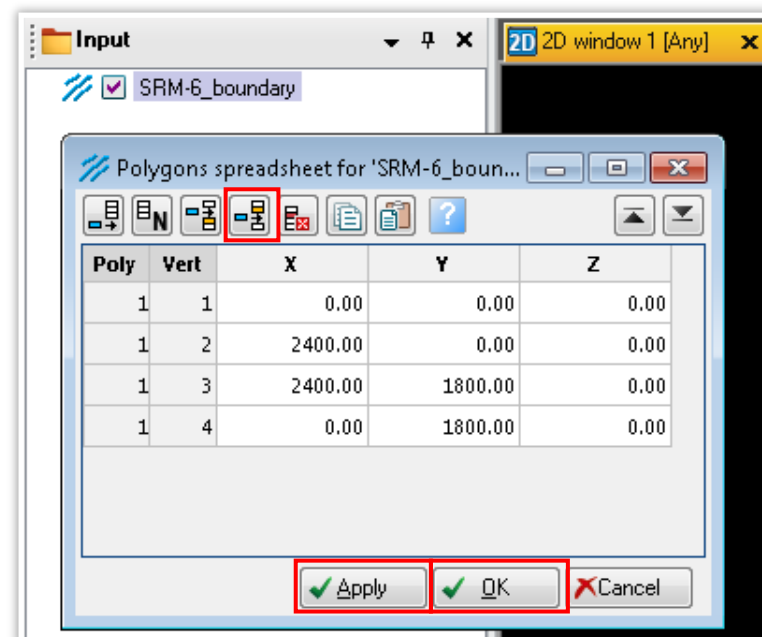 Input
2D 2D window 1 [Any]
SRM-6_boundary
Polygons spreadsheet for 'SRM-6_boun...
N ?
Poly Vert X Y Z
1 1 0.00 0.00 0.00
1 2 2400.00 0.00 0.00
1 3 2400.00 1800.00 0.00
1 4 0.00 1800.00 0.00
Apply OK Cancel